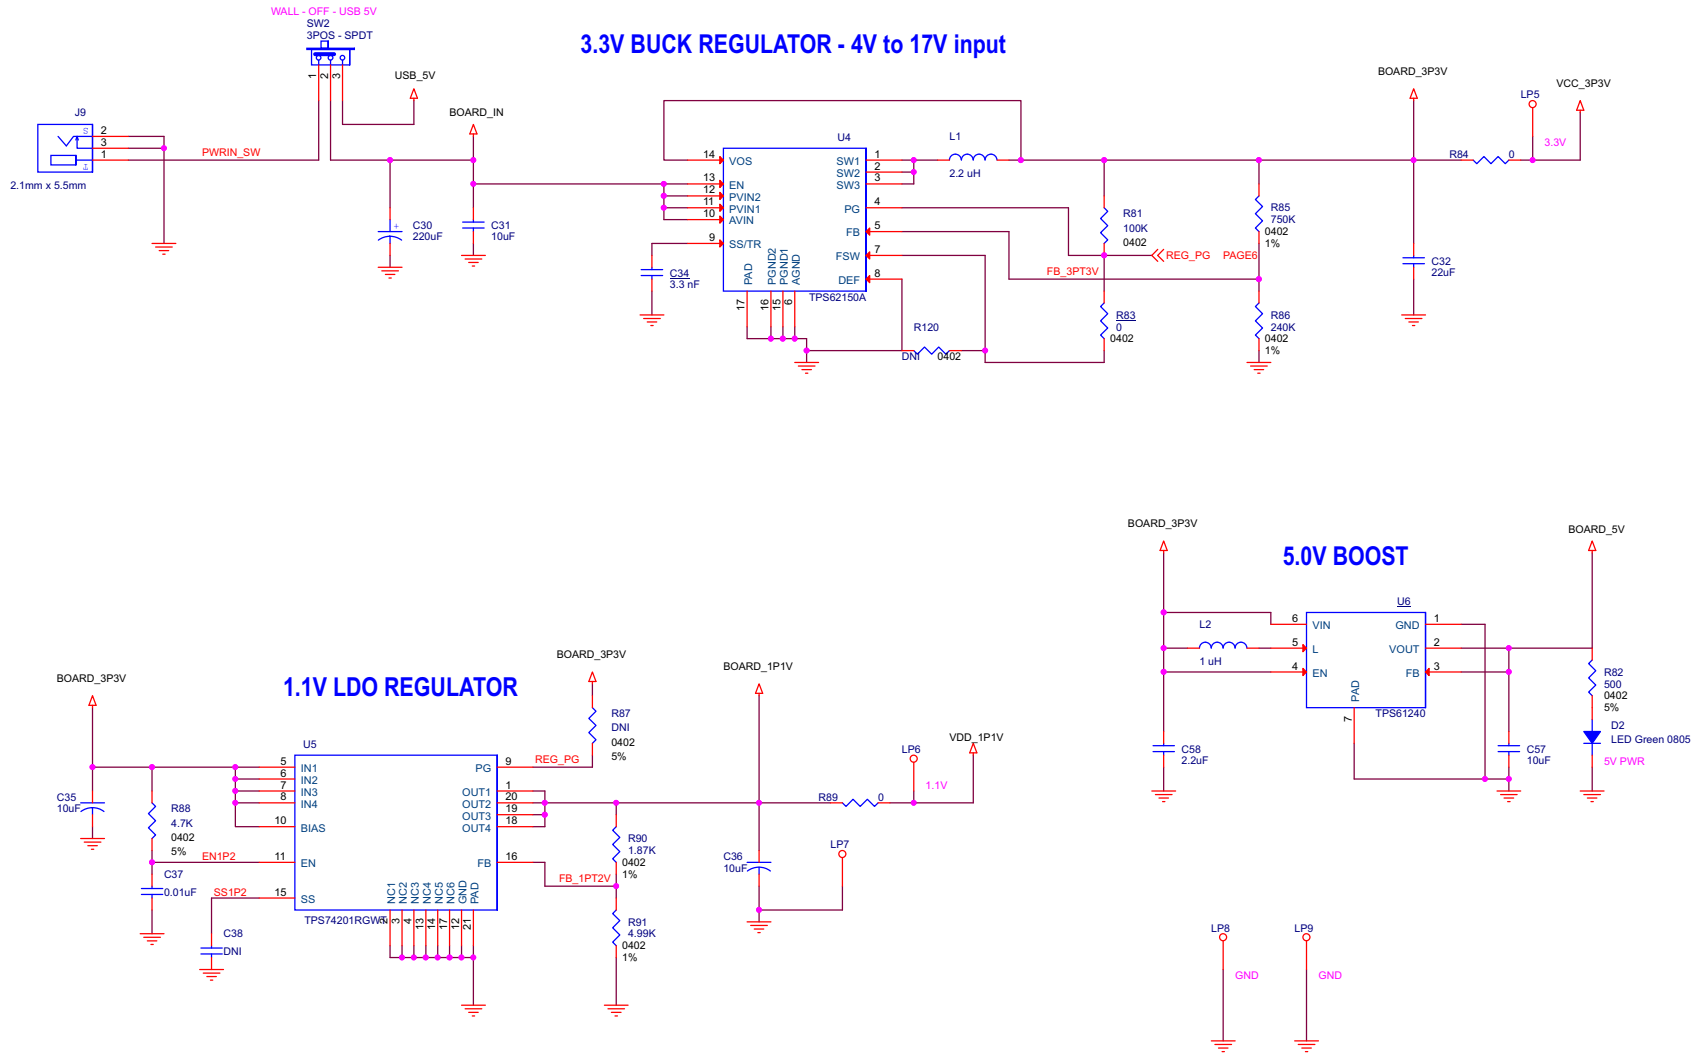 WALL - OFF - USB 5V
SW2
3POS - SPDT
1
2
3
USB_5V
BOARD_IN
J9
S
2
3
1
2.1mm x 5.5mm
PWRIN_SW
3.3V BUCK REGULATOR - 4V to 17V input
C30
220uF
+
C31
10uF
U4
14 VOS
13 EN
12 PVIN2
11 PVIN1
10 AVIN
9 SS/TR
C34
3.3 nF
SW1 1
SW2 2
SW3 3
PG 4
FB 5
FSW 7
DEF 8
PAD
PGND2
PGND1
AGND
17
16
15
6
TPS62150A
L1
2.2 uH
R81
100K
0402
REG_PG PAGE6
FB_3PT3V
R83
0
0402
R120
DNI 0402
R85
750K
0402
1%
R86
240K
0402
1%
BOARD_3P3V
C32
22uF
R84 0
LP5
3.3V
VCC_3P3V
1.1V LDO REGULATOR
BOARD_3P3V
C35
10uF
R88
4.7K
0402
5%
EN1P2
C37
0.01uF
SS1P2
C38
DNI
U5
5 IN1
6 IN2
7 IN3
8 IN4
10 BIAS
11 EN
15 SS
PG 9
OUT1 1
OUT2 20
OUT3 19
OUT4 18
FB 16
NC1
NC2
NC3
NC4
NC5
NC6
GND
PAD
TPS74201RGWT
2
3
4
13
14
17
12
21
BOARD_3P3V
R87
DNI
0402
5%
REG_PG
FB_1PT2V
R90
1.87K
0402
1%
R91
4.99K
0402
1%
BOARD_1P1V
C36
10uF
R89 0
LP6
1.1V
VDD_1P1V
LP7
5.0V BOOST
BOARD_3P3V
L2
1 uH
C58
2.2uF
U6
6 VIN
5 L
4 EN
GND 1
VOUT 2
FB 3
PAD
7
TPS61240
BOARD_5V
R82
500
0402
5%
D2
LED Green 0805
5V PWR
C57
10uF
LP8
GND
LP9
GND